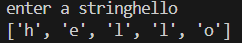 enter a stringhello
['h', 'e', 'l', 'l', 'o']